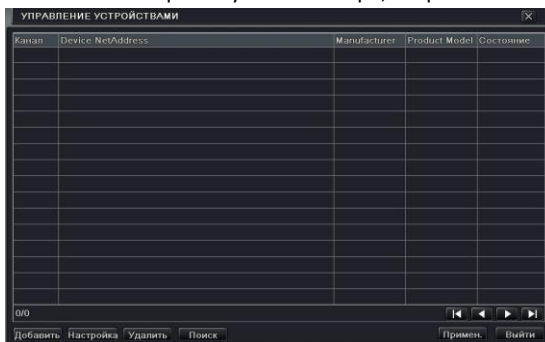 УПРАВЛЕНИЕ УСТРОЙСТВАМИ
Канал Device NetAddress Manufacturer Product Model Состояние
0/0
Добавить Настройка Удалить Поиск Примен. Выйти